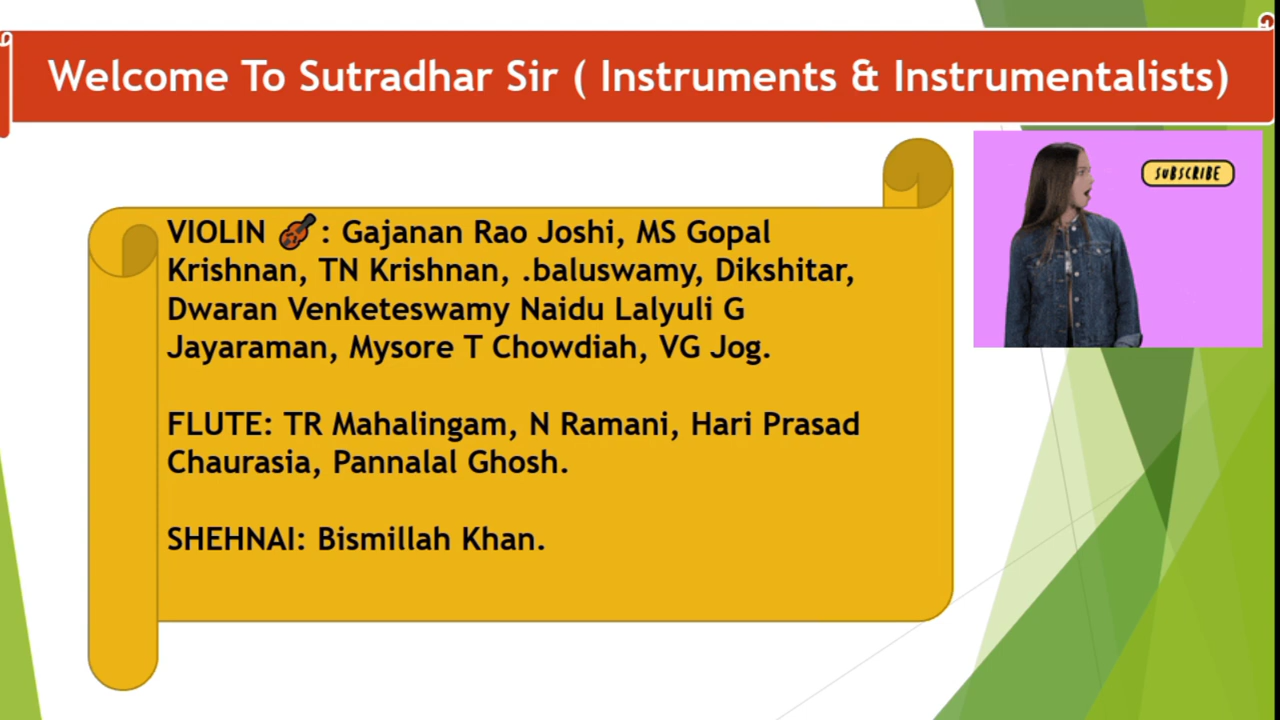 Welcome To Sutradhar Sir ( Instruments & Instrumentalists)
SUBSCRIBE
VIOLIN 🎻: Gajanan Rao Joshi, MS Gopal
Krishnan, TN Krishnan, .baluswamy, Dikshitar,
Dwaran Venketeswamy Naidu Lalyuli G
Jayaraman, Mysore T Chowdiah, VG Jog.
FLUTE: TR Mahalingam, N Ramani, Hari Prasad
Chaurasia, Pannalal Ghosh.
SHEHNAI: Bismillah Khan.